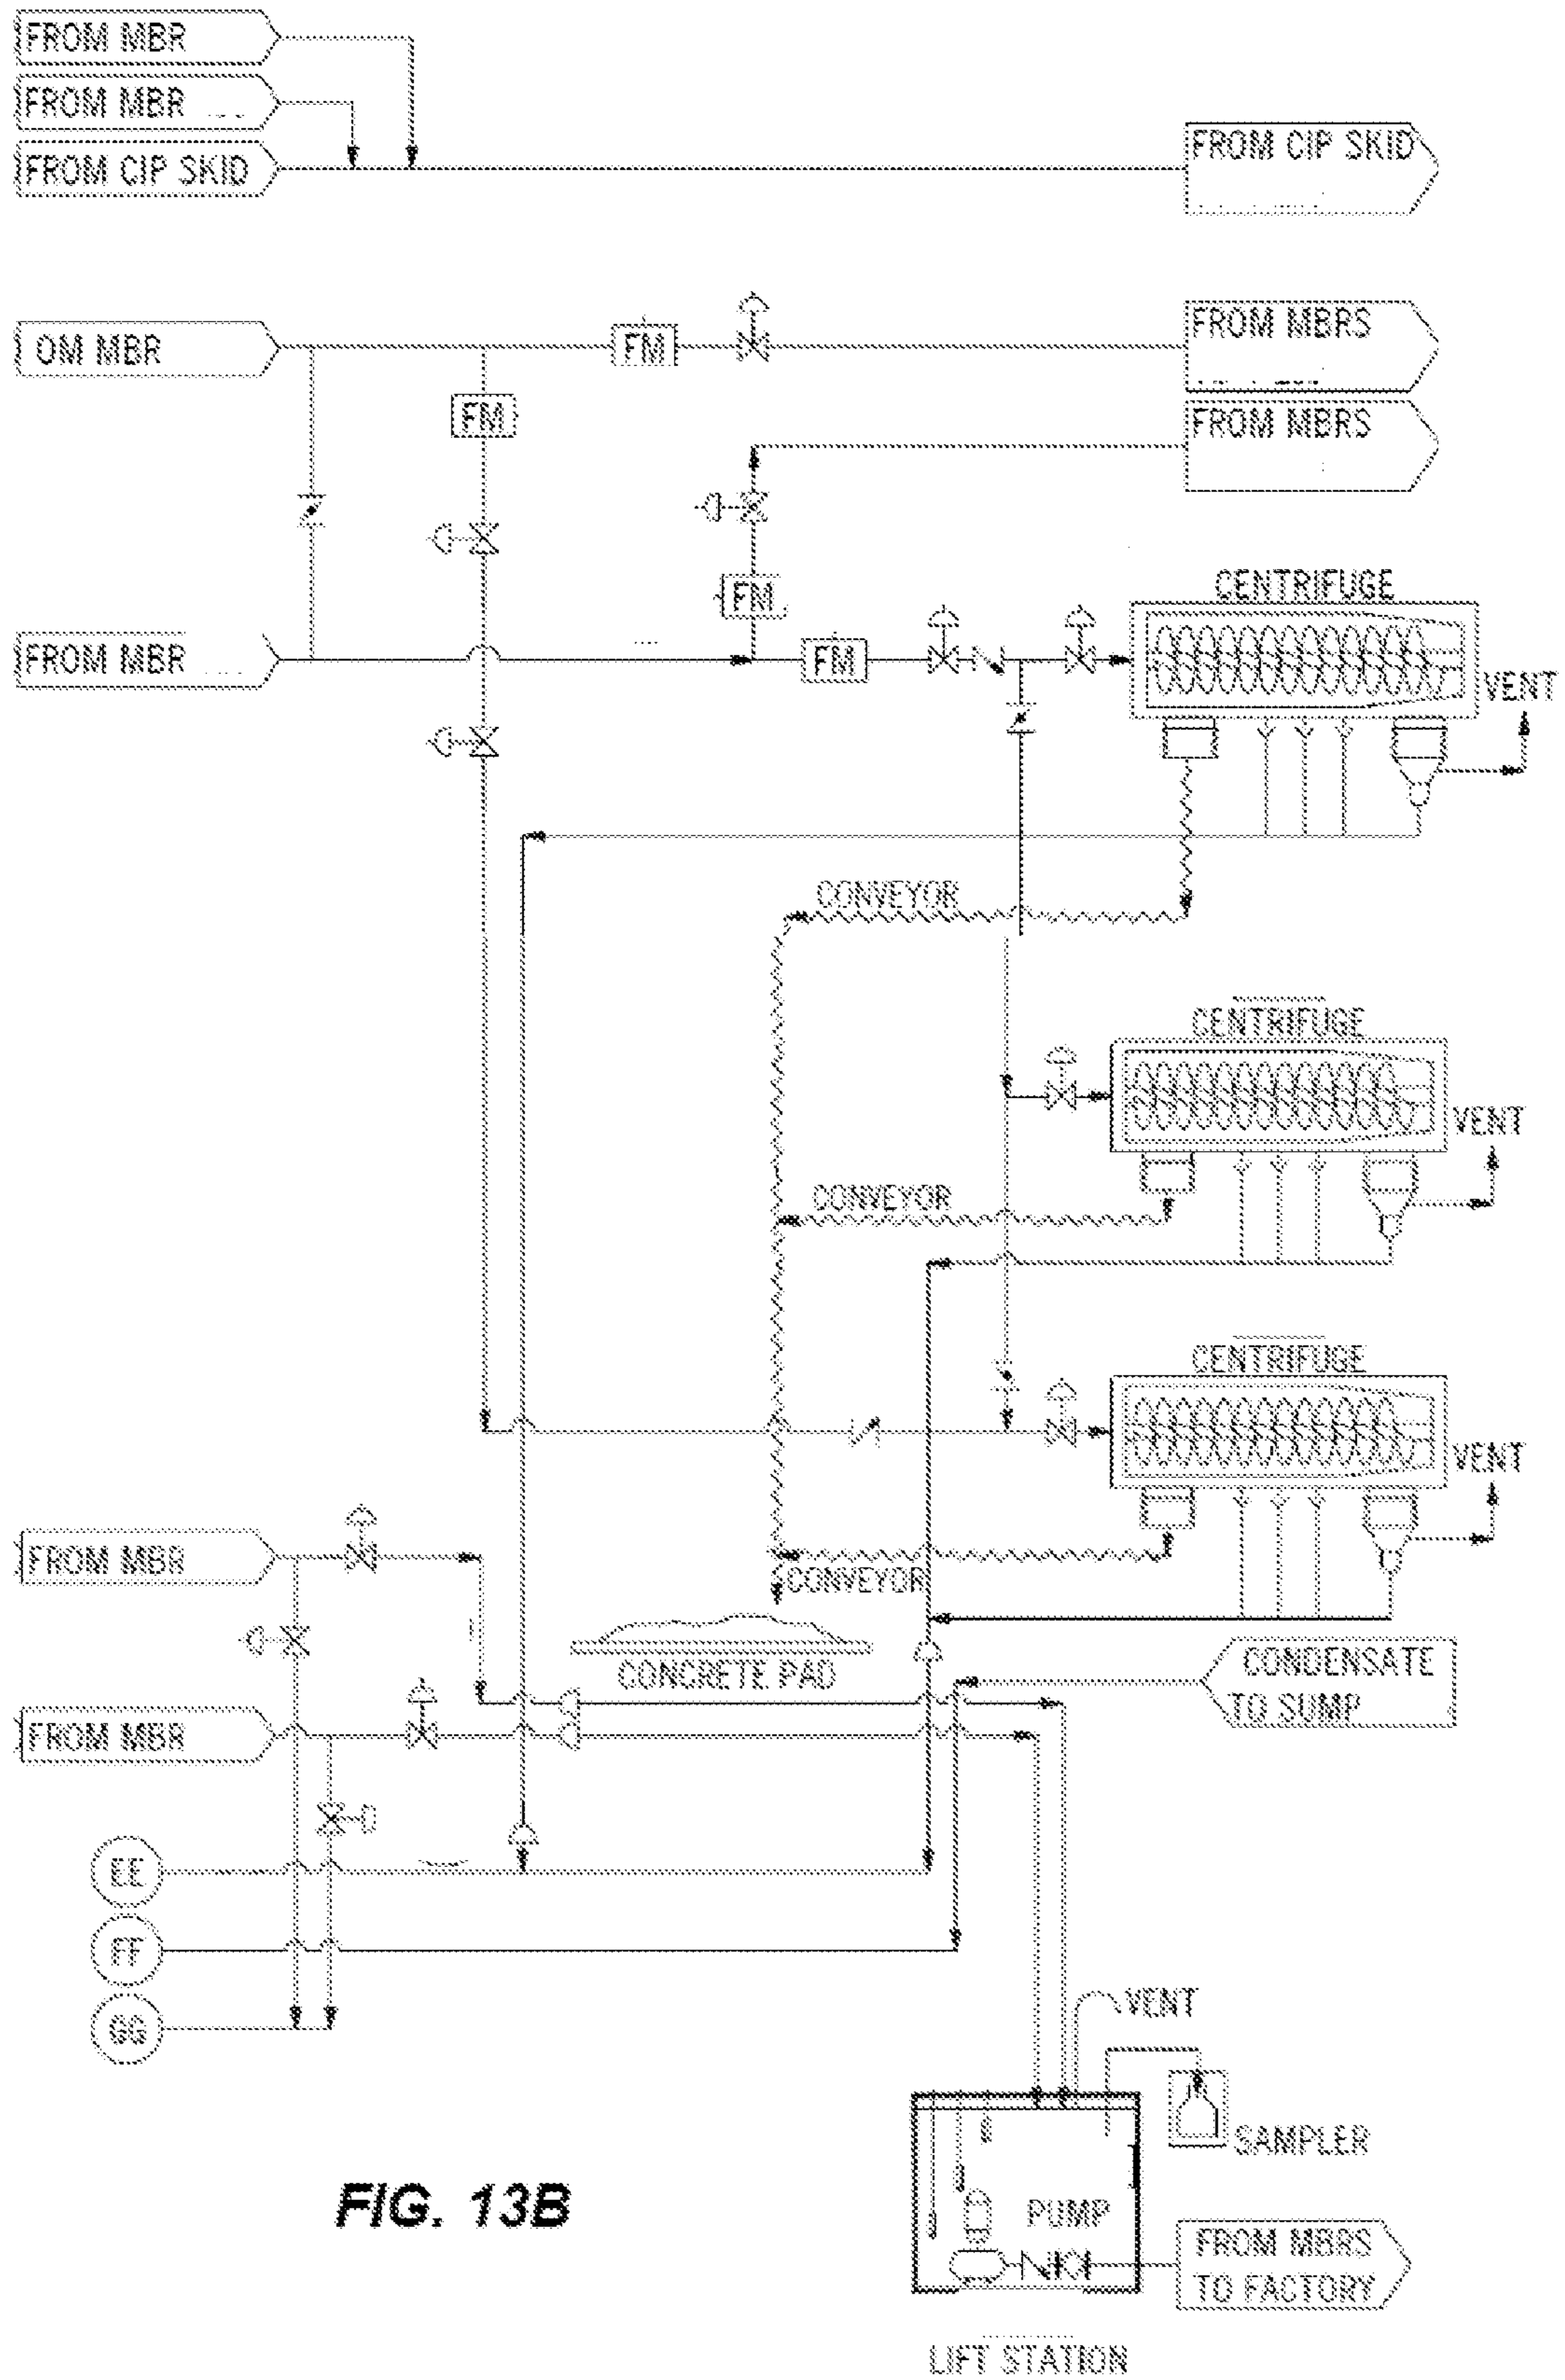 FROM MBR
FROM MBR
FROM CIP SKID
FROM CIP SKID
OM MBR
FM
FROM MBRS
FM
FROM MBRS
FM
CENTRIFUGE
FROM MBR
FM
VENT
CONVEYOR
CENTRIFUGE
VENT
CONVEYOR
CENTRIFUGE
VENT
FROM MBR
CONVEYOR
CONCRETE PAD
CONDENSATE
TO SUMP
FROM MBR
EE
FF
GG
VENT
SAMPLER
FIG. 13B
PUMP
FROM MBRS
TO FACTORY
LIFT STATION